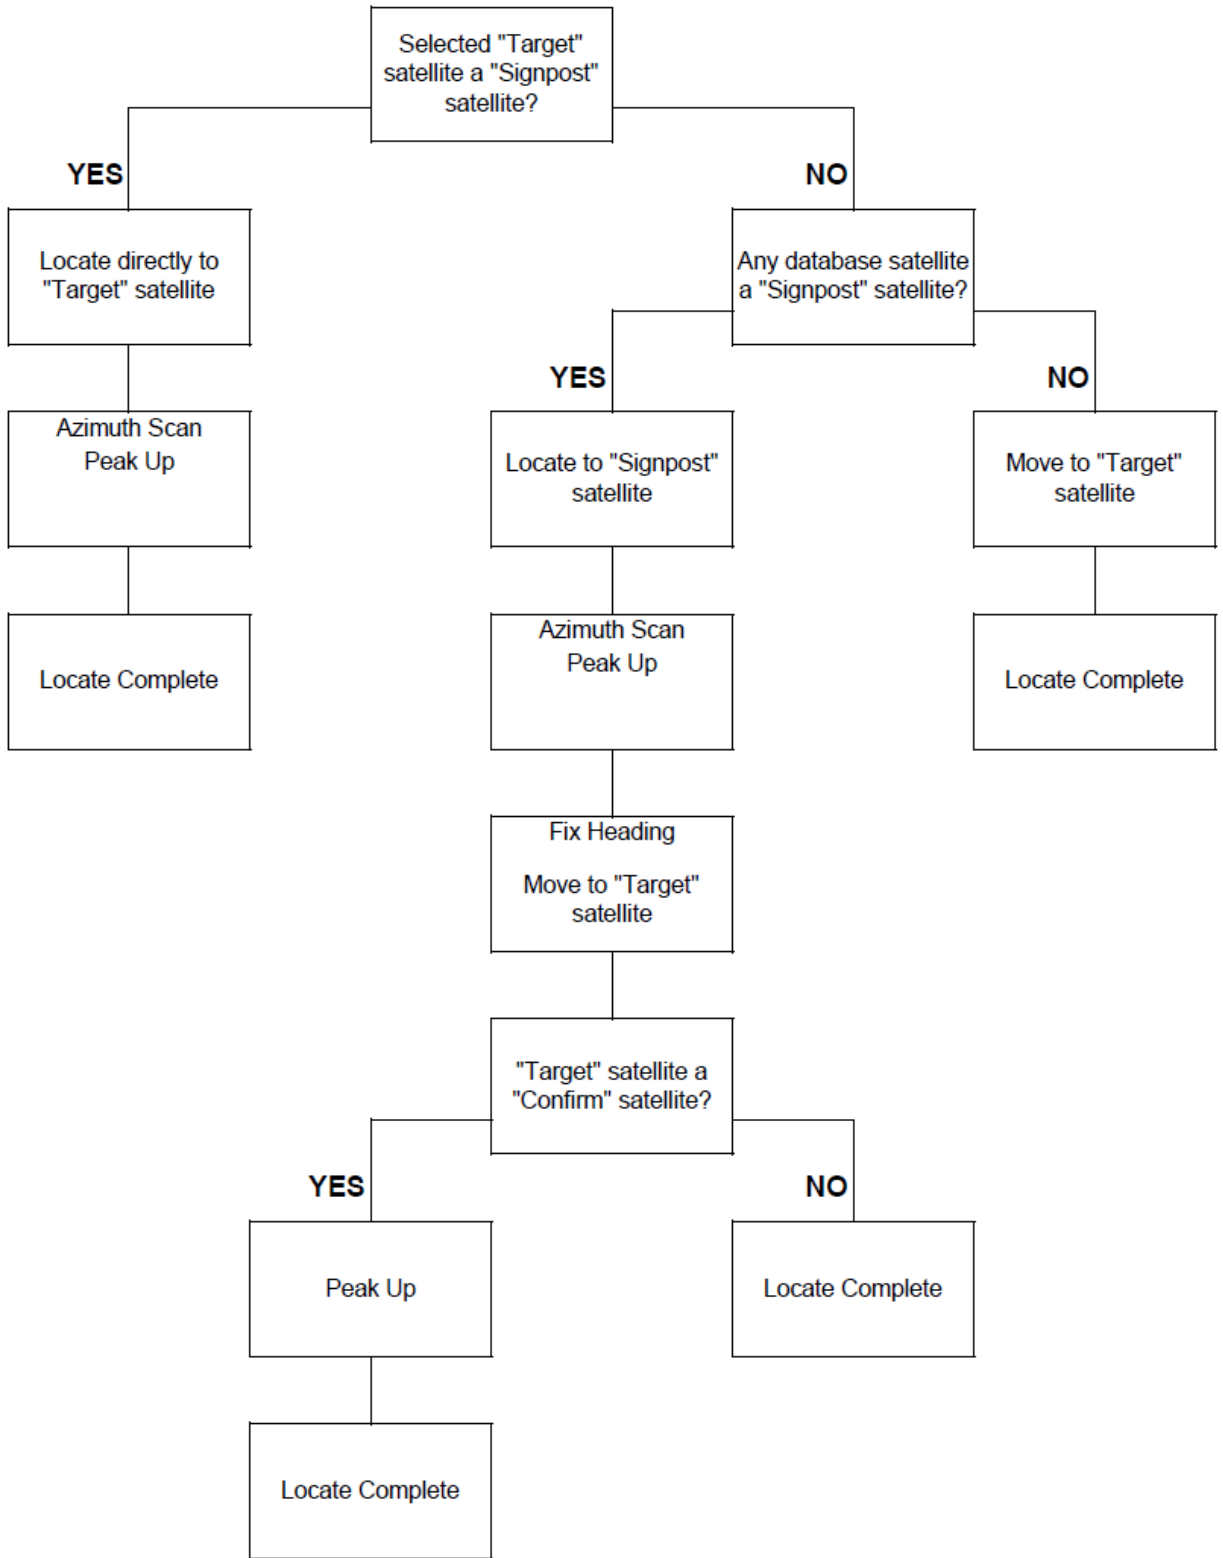 Selected "Target"
satellite a "Signpost"
satellite?
YES
NO
Locate directly to
"Target" satellite
Any database satellite
a "Signpost" satellite?
YES
NO
Azimuth Scan
Peak Up
Locate to "Signpost"
satellite
Move to "Target"
satellite
Locate Complete
Azimuth Scan
Peak Up
Locate Complete
Fix Heading
Move to "Target"
satellite
"Target" satellite a
"Confirm" satellite?
YES
NO
Peak Up
Locate Complete
Locate Complete